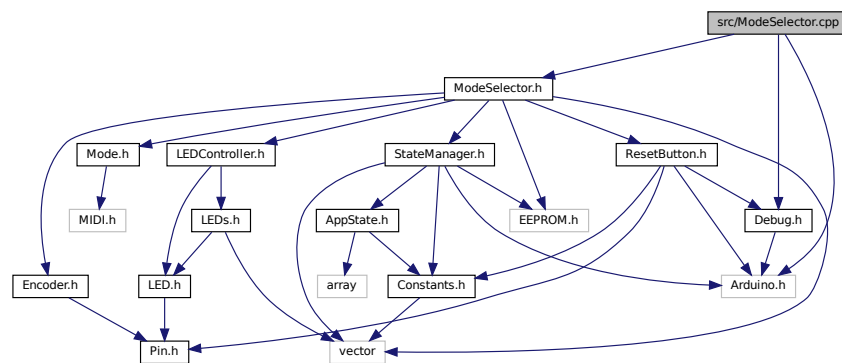 src/ModeSelector.cpp
ModeSelector.h
Mode.h
LEDController.h
StateManager.h
ResetButton.h
MIDI.h
LEDs.h
AppState.h
EEPROM.h
Debug.h
Encoder.h
LED.h
array
Constants.h
Arduino.h
Pin.h
vector